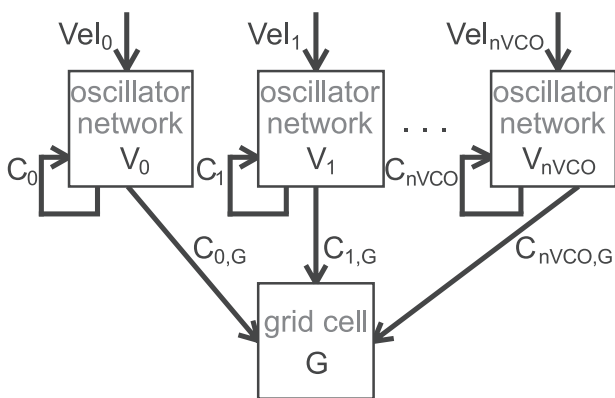 Vel₀ Vel₁ VelₙVCO
oscillator network V₀
oscillator network V₁
. . .
oscillator network VₙVCO
C₀ C₁ CₙVCO
C₀,G C₁,G CₙVCO,G
grid cell
G